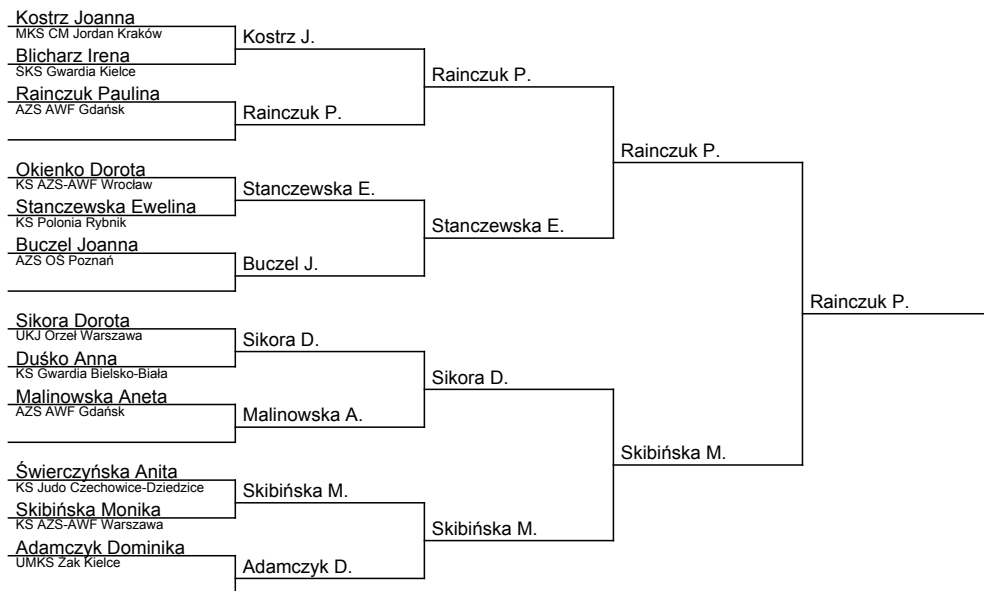 Kostrz Joanna
MKS CM Jordan Kraków
Kostrz J.
Blicharz Irena
ŚKS Gwardia Kielce
Rainczuk P.
Rainczuk Paulina
AZS AWF Gdańsk
Rainczuk P.
Rainczuk P.
Okienko Dorota
KS AZS-AWF Wrocław
Stanczewska E.
Stanczewska Ewelina
KS Polonia Rybnik
Stanczewska E.
Buczel Joanna
AZS OŚ Poznań
Buczel J.
Rainczuk P.
Sikora Dorota
UKJ Orzeł Warszawa
Sikora D.
Duśko Anna
KS Gwardia Bielsko-Biała
Sikora D.
Malinowska Aneta
AZS AWF Gdańsk
Malinowska A.
Skibińska M.
Świerczyńska Anita
KS Judo Czechowice-Dziedzice
Skibińska M.
Skibińska Monika
KS AZS-AWF Warszawa
Skibińska M.
Adamczyk Dominika
UMKS Żak Kielce
Adamczyk D.